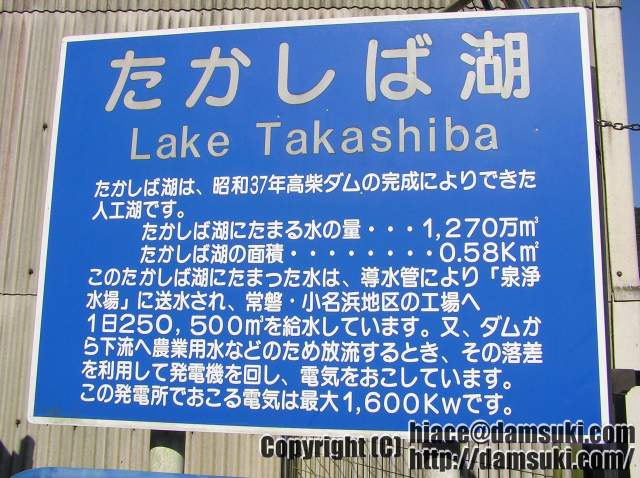 たかしば湖
Lake Takashiba
たかしば湖は、昭和37年高柴ダムの完成によりできた
人工湖です。
たかしば湖にたまる水の量・・・1,270万㎥
たかしば湖の面積・・・・・・・・0.58K㎡
このたかしば湖にたまった水は、導水管により「泉浄
水場」に送水され、常磐・小名浜地区の工場へ
1日250,500㎥を給水しています。又、ダムか
ら下流へ農業用水などのため放流するとき、その落差
を利用して発電機を回し、電気をおこしています。
この発電所でおこる電気は最大1,600Kwです。
Copyright (C) hiace@damsuki.com
http://damsuki.com/